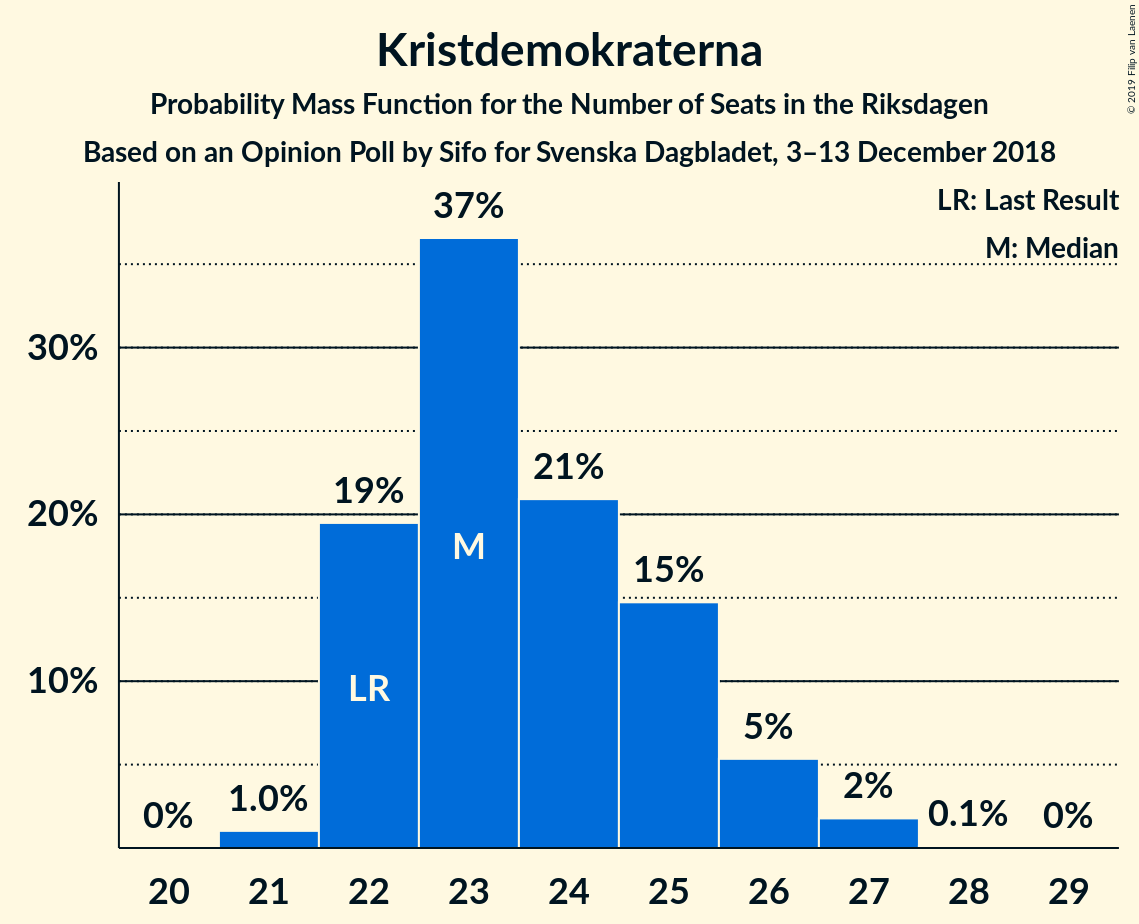 Kristdemokraterna
Probability Mass Function for the Number of Seats in the Riksdagen
Based on an Opinion Poll by Sifo for Svenska Dagbladet, 3–13 December 2018
© 2019 Filip van Laenen
LR: Last Result
M: Median
30%
20%
10%
0%
1.0%
19%
37%
21%
15%
5%
2%
0.1%
0%
LR
M
20 21 22 23 24 25 26 27 28 29